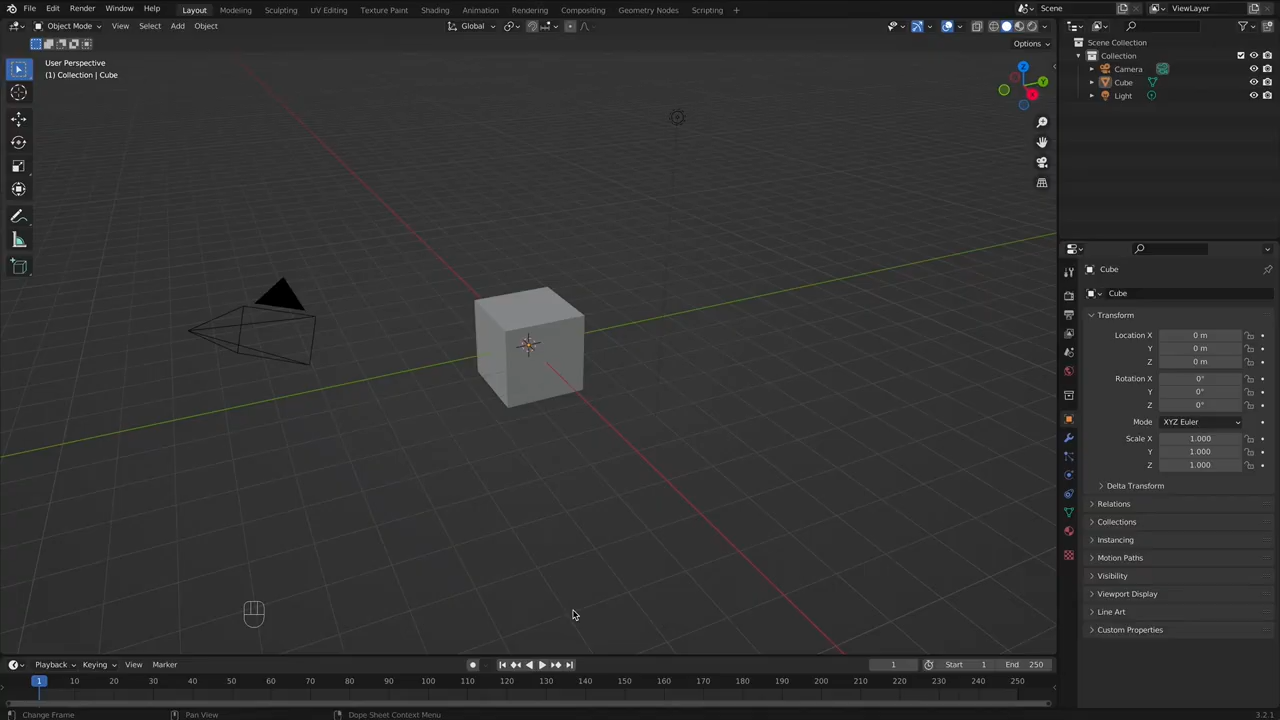 File Edit Render Window Help Layout Modeling Sculpting UV Editing Texture Paint Shading Animation Rendering Compositing Geometry Nodes Scripting + Scene ViewLayer
Object Mode View Select Add Object Global
Options
User Perspective
(1) Collection | Cube
Z
Y
X
Scene Collection
Collection
Camera
Cube
Light
Cube
Cube
Transform
Location X 0 m
Y 0 m
Z 0 m
Rotation X 0°
Y 0°
Z 0°
Mode XYZ Euler
Scale X 1.000
Y 1.000
Z 1.000
Delta Transform
Relations
Collections
Instancing
Motion Paths
Visibility
Viewport Display
Line Art
Custom Properties
Playback Keying View Marker 1 Start 1 End 250
1 10 20 30 40 50 60 70 80 90 100 110 120 130 140 150 160 170 180 190 200 210 220 230 240 250
Change Frame Pan View Dope Sheet Context Menu 3.2.1